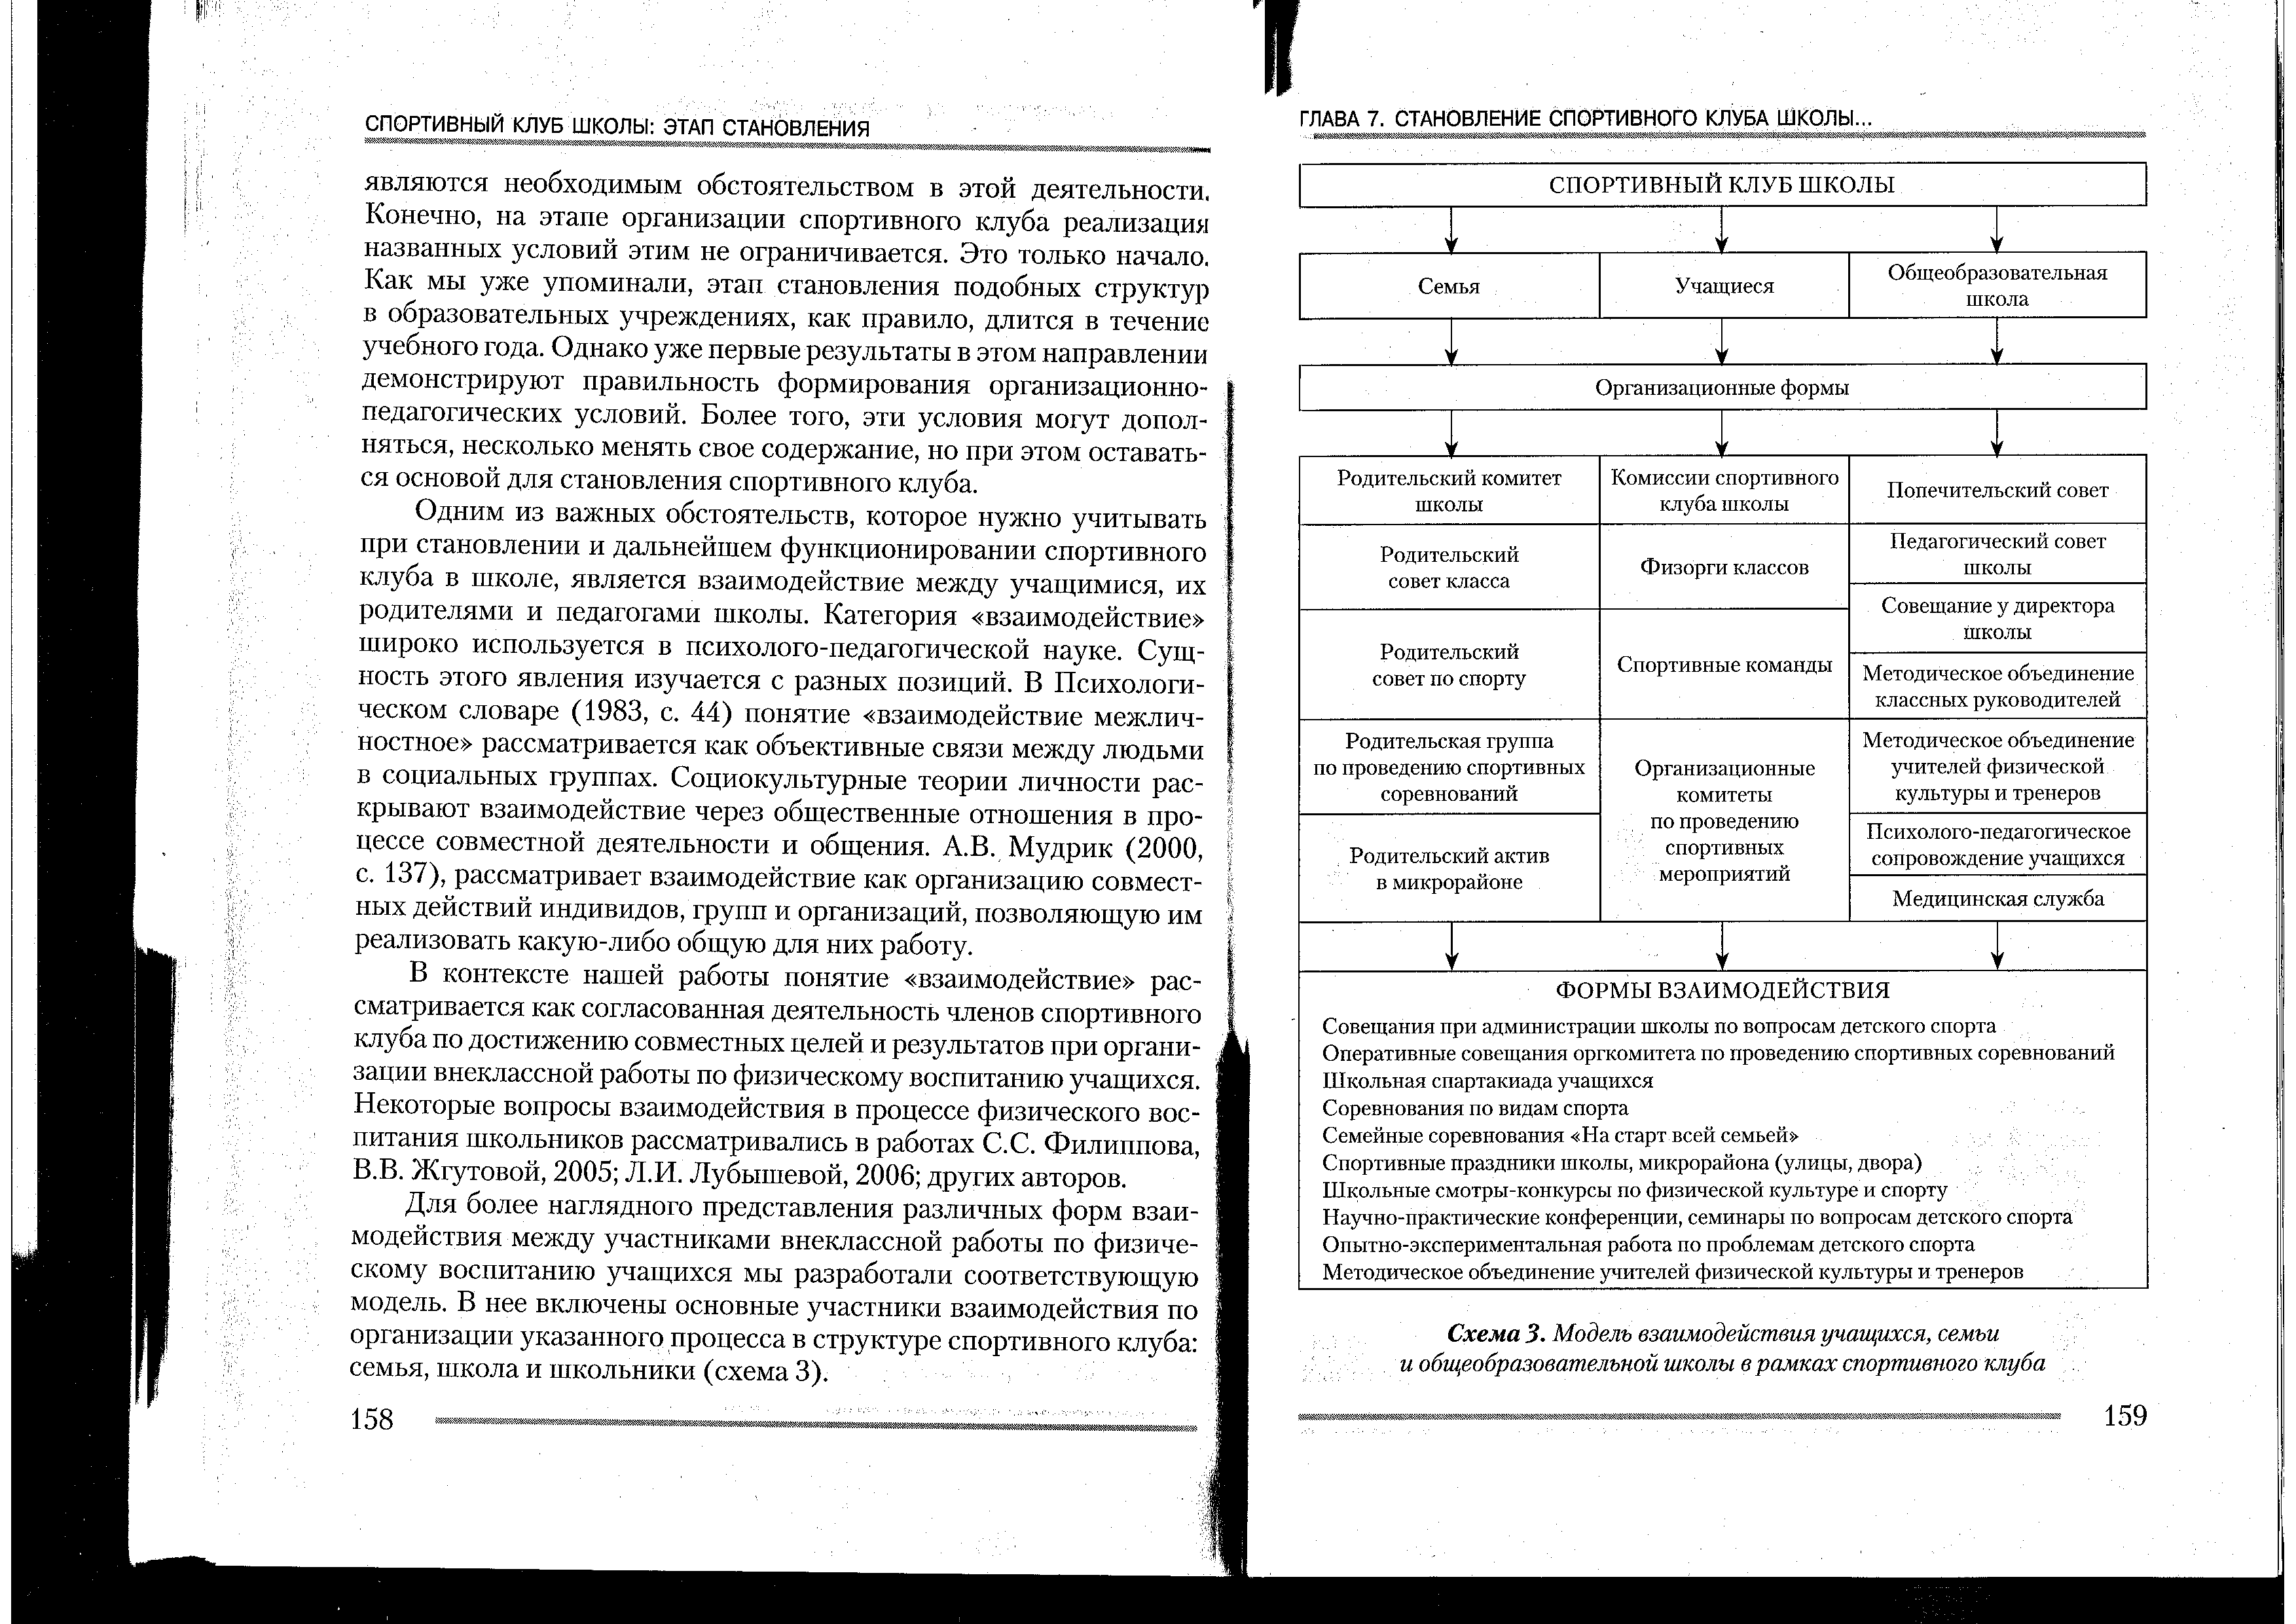 СПОРТИВНЫЙ КЛУБ ШКОЛЫ: ЭТАП СТАНОВЛЕНИЯ
являются необходимым обстоятельством в этой деятельности.
Конечно, на этапе организации спортивного клуба реализация
названных условий этим не ограничивается. Это только начало.
Как мы уже упоминали, этап становления подобных структур
в образовательных учреждениях, как правило, длится в течение
учебного года. Однако уже первые результаты в этом направлении
демонстрируют правильность формирования организационно-
педагогических условий. Более того, эти условия могут допол-
няться, несколько менять свое содержание, но при этом оставать-
ся основой для становления спортивного клуба.
Одним из важных обстоятельств, которое нужно учитывать
при становлении и дальнейшем функционировании спортивного
клуба в школе, является взаимодействие между учащимися, их
родителями и педагогами школы. Категория «взаимодействие»
широко используется в психолого-педагогической науке. Сущ-
ность этого явления изучается с разных позиций. В Психологи-
ческом словаре (1983, с. 44) понятие «взаимодействие межлич-
ностное» рассматривается как объективные связи между людьми
в социальных группах. Социокультурные теории личности рас-
крывают взаимодействие через общественные отношения в про-
цессе совместной деятельности и общения. А.В. Мудрик (2000,
с. 137), рассматривает взаимодействие как организацию совмест-
ных действий индивидов, групп и организаций, позволяющую им
реализовать какую-либо общую для них работу.
В контексте нашей работы понятие «взаимодействие» рас-
сматривается как согласованная деятельность членов спортивного
клуба по достижению совместных целей и результатов при органи-
зации внеклассной работы по физическому воспитанию учащихся.
Некоторые вопросы взаимодействия в процессе физического вос-
питания школьников рассматривались в работах С.С. Филиппова,
В.В. Жгутовой, 2005; Л.И. Лубышевой, 2006; других авторов.
Для более наглядного представления различных форм взаи-
модействия между участниками внеклассной работы по физиче-
скому воспитанию учащихся мы разработали соответствующую
модель. В нее включены основные участники взаимодействия по
организации указанного процесса в структуре спортивного клуба:
семья, школа и школьники (схема 3).
158
ГЛАВА 7. СТАНОВЛЕНИЕ СПОРТИВНОГО КЛУБА ШКОЛЫ...
СПОРТИВНЫЙ КЛУБ ШКОЛЫ
Семья
Учащиеся
Общеобразовательная
школа
Организационные формы
Родительский комитет
школы
Родительский
совет класса
Родительский
совет по спорту
Родительская группа
по проведению спортивных
соревнований
Родительский актив
в микрорайоне
Комиссии спортивного
клуба школы
Физорги классов
Спортивные команды
Организационные
комитеты
по проведению
спортивных
мероприятий
Попечительский совет
Педагогический совет
школы
Совещание у директора
школы
Методическое объединение
классных руководителей
Методическое объединение
учителей физической
культуры и тренеров
Психолого-педагогическое
сопровождение учащихся
Медицинская служба
ФОРМЫ ВЗАИМОДЕЙСТВИЯ
Совещания при администрации школы по вопросам детского спорта
Оперативные совещания оргкомитета по проведению спортивных соревнований
Школьная спартакиада учащихся
Соревнования по видам спорта
Семейные соревнования «На старт всей семьей»
Спортивные праздники школы, микрорайона (улицы, двора)
Школьные смотры-конкурсы по физической культуре и спорту
Научно-практические конференции, семинары по вопросам детского спорта
Опытно-экспериментальная работа по проблемам детского спорта
Методическое объединение учителей физической культуры и тренеров
Схема 3. Модель взаимодействия учащихся, семьи
и общеобразовательной школы в рамках спортивного клуба
159